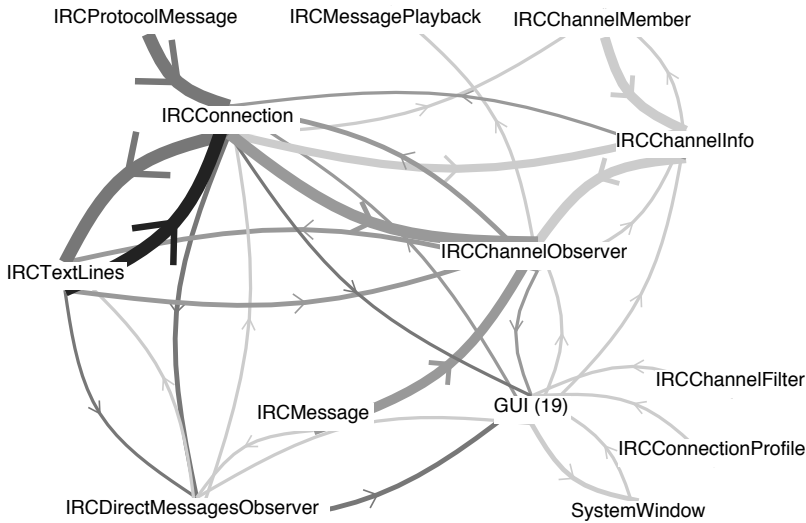 IRCProtocolMessage
IRCMessagePlayback
IRCChannelMember
IRCConnection
IRCChannelInfo
IRCChannelObserver
IRCTextLines
IRCChannelFilter
GUI (19)
IRCMessage
IRCConnectionProfile
IRCDirectMessagesObserver
SystemWindow